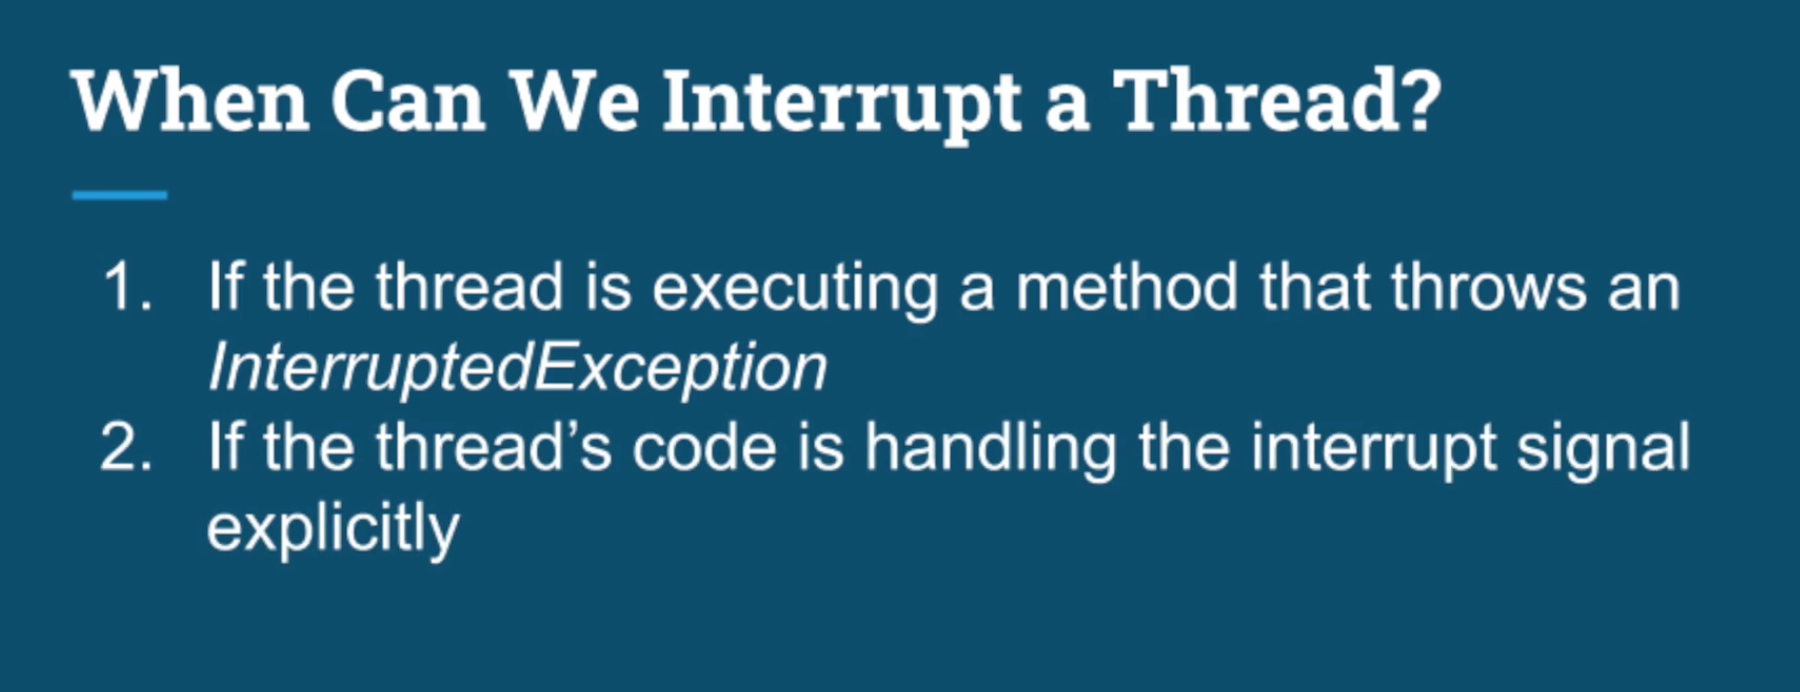 When Can We Interrupt a Thread?
1. If the thread is executing a method that throws an
InterruptedException
2. If the thread’s code is handling the interrupt signal
explicitly